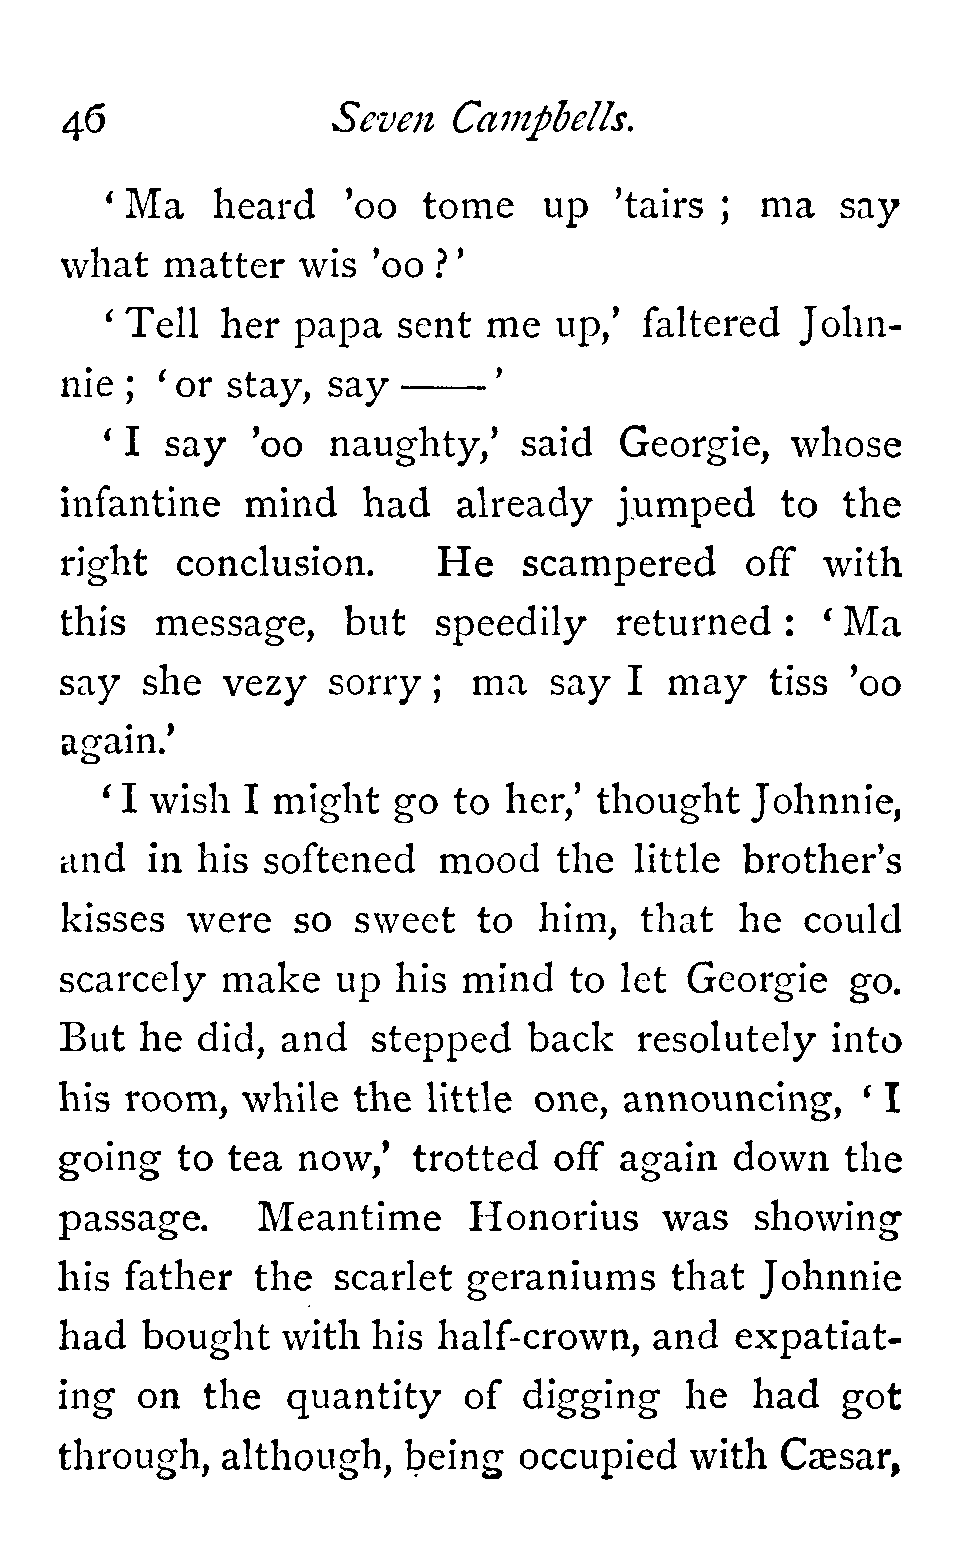 46 Seven Campbells.
‘ Ma heard ’oo tome up ’tairs ; ma say
what matter wis ’oo ? ’
‘ Tell her papa sent me up,’ faltered John-
nie ; ‘ or stay, say —— ’
‘ I say ’oo naughty,’ said Georgie, whose
infantine mind had already jumped to the
right conclusion. He scampered off with
this message, but speedily returned : ‘ Ma
say she vezy sorry ; ma say I may tiss ’oo
again.’
‘ I wish I might go to her,’ thought Johnnie,
and in his softened mood the little brother’s
kisses were so sweet to him, that he could
scarcely make up his mind to let Georgie go.
But he did, and stepped back resolutely into
his room, while the little one, announcing, ‘ I
going to tea now,’ trotted off again down the
passage. Meantime Honorius was showing
his father the scarlet geraniums that Johnnie
had bought with his half-crown, and expatiat-
ing on the quantity of digging he had got
through, although, being occupied with Cæsar,